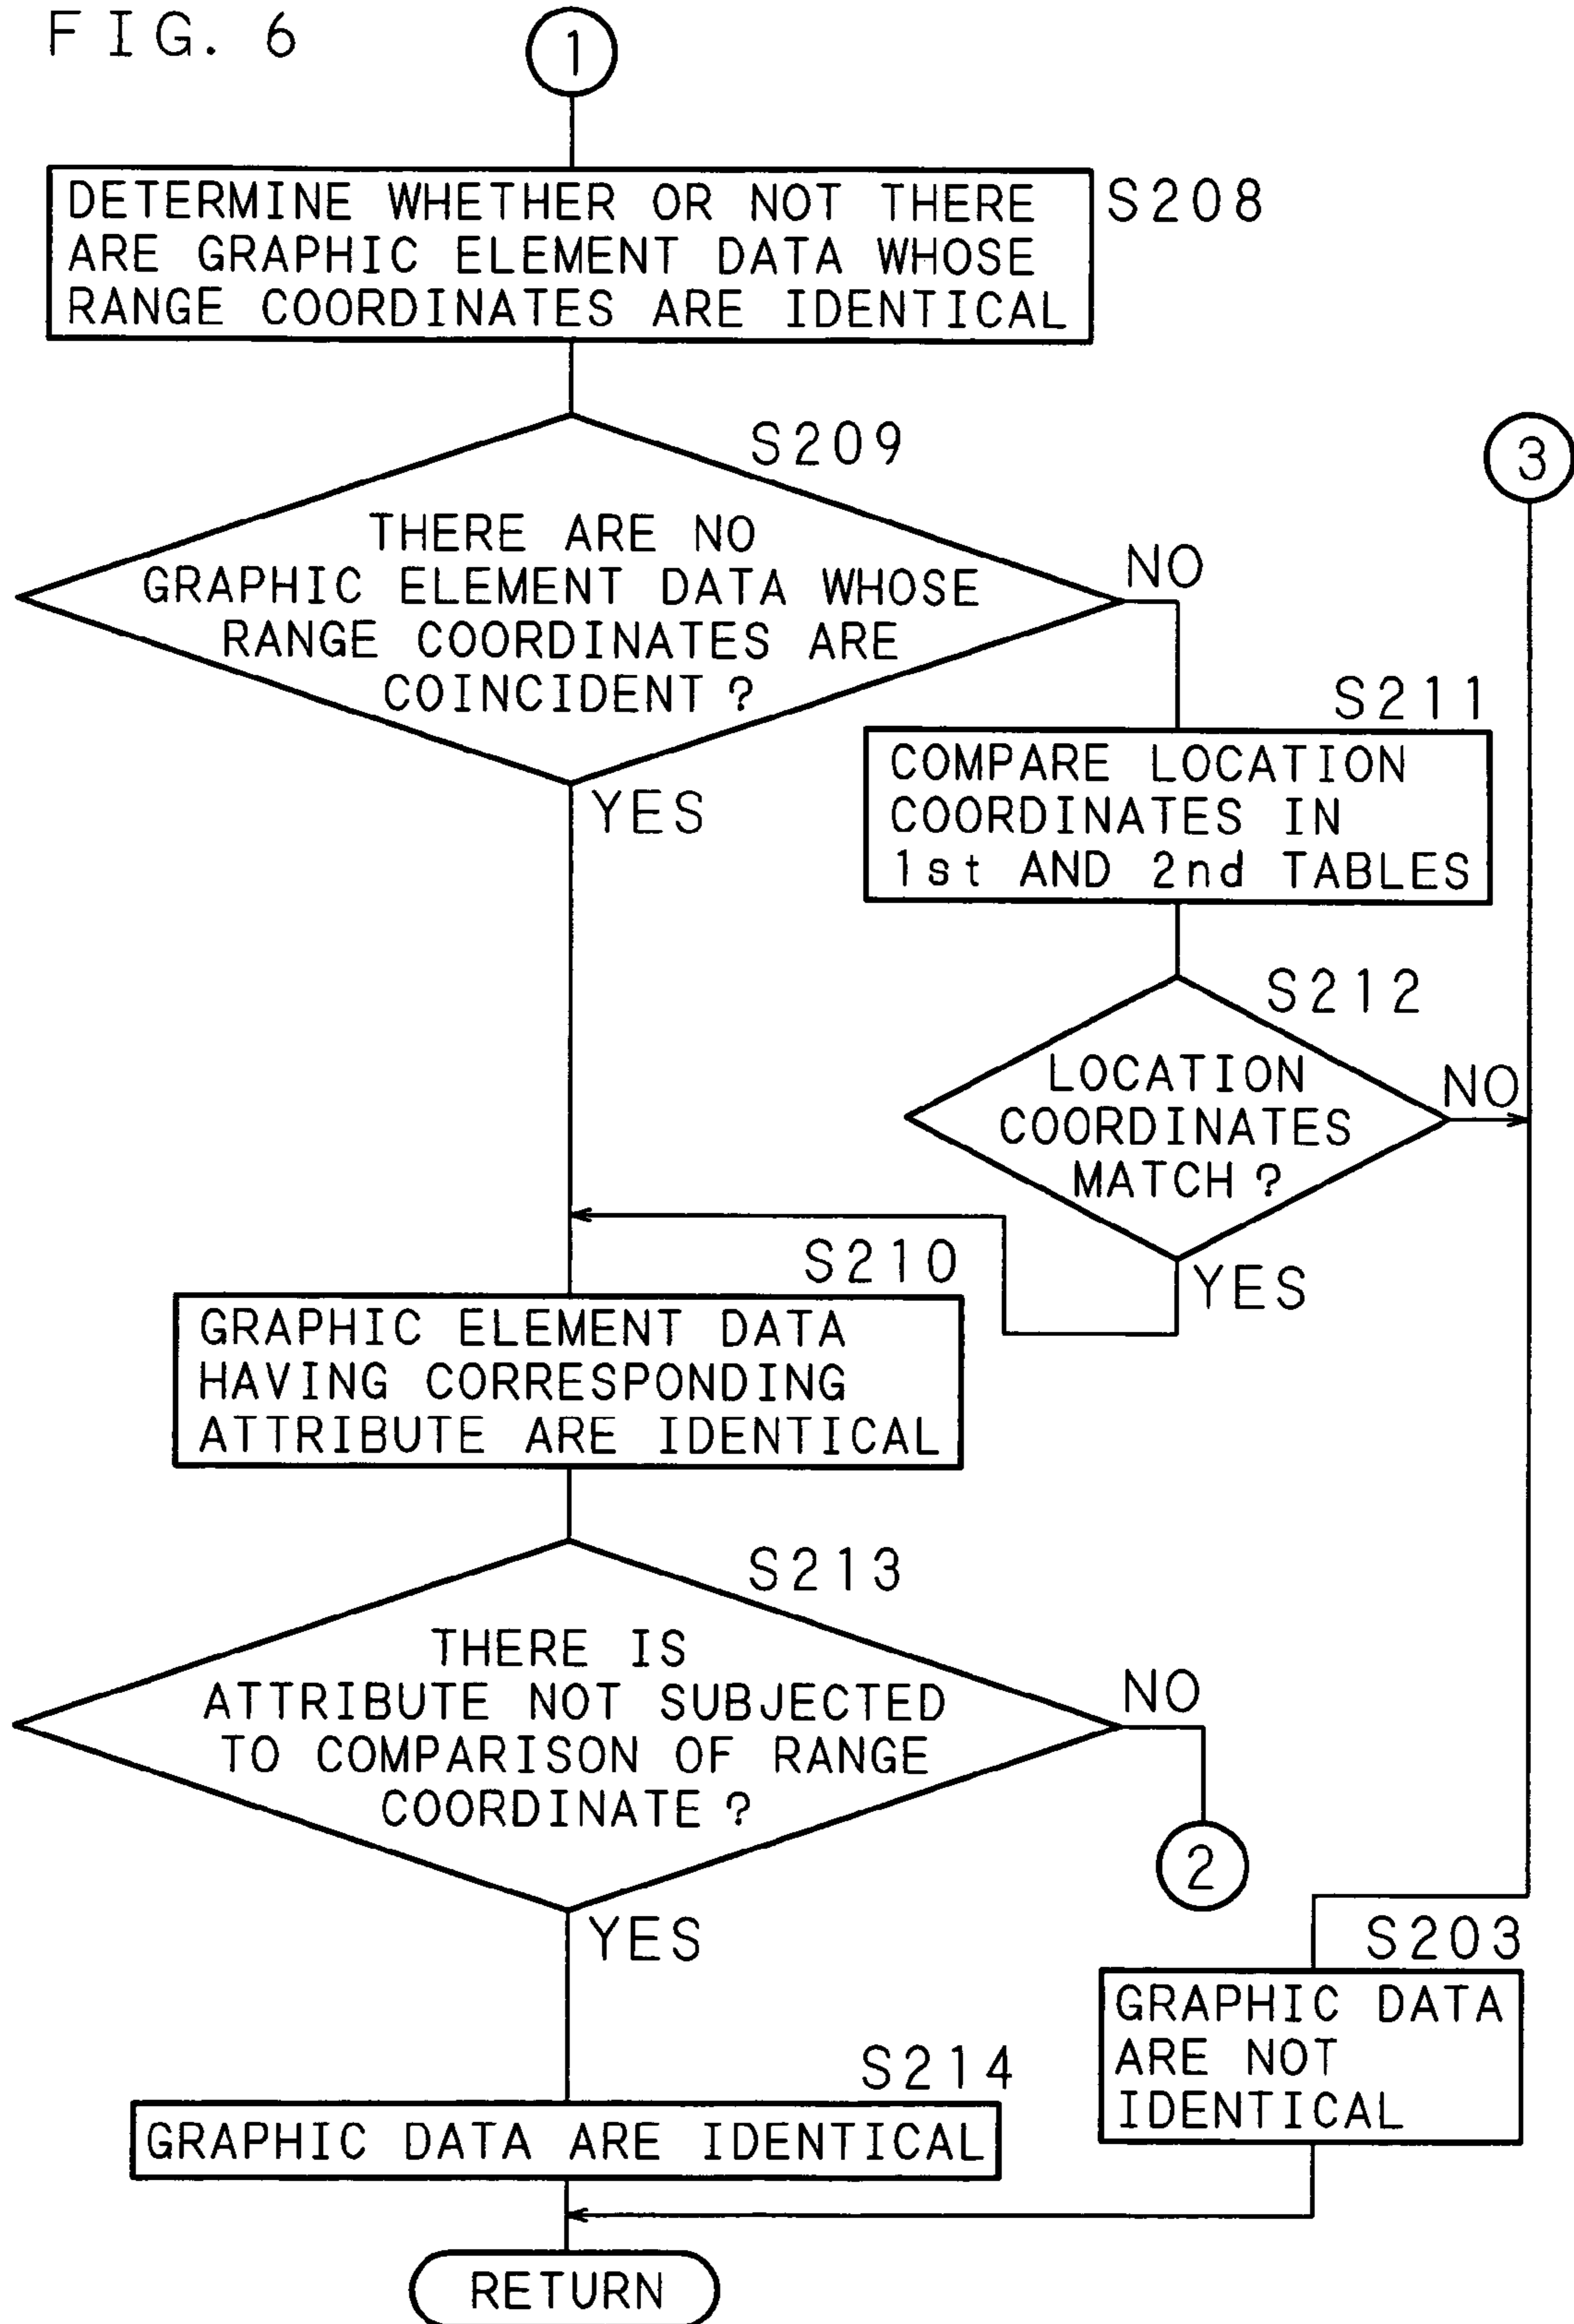 FIG. 6
1
DETERMINE WHETHER OR NOT THERE
ARE GRAPHIC ELEMENT DATA WHOSE
RANGE COORDINATES ARE IDENTICAL
S208
S209
THERE ARE NO
GRAPHIC ELEMENT DATA WHOSE
RANGE COORDINATES ARE
COINCIDENT ?
NO
YES
3
S211
COMPARE LOCATION
COORDINATES IN
1st AND 2nd TABLES
S212
LOCATION
COORDINATES
MATCH ?
NO
YES
S210
GRAPHIC ELEMENT DATA
HAVING CORRESPONDING
ATTRIBUTE ARE IDENTICAL
S213
THERE IS
ATTRIBUTE NOT SUBJECTED
TO COMPARISON OF RANGE
COORDINATE ?
NO
2
YES
S203
GRAPHIC DATA
ARE NOT
IDENTICAL
S214
GRAPHIC DATA ARE IDENTICAL
RETURN